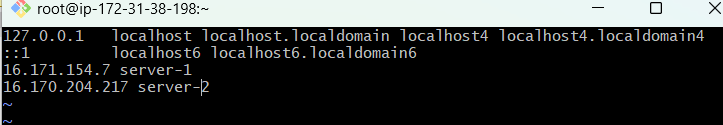 root@ip-172-31-38-198:~
127.0.0.1   localhost localhost.localdomain localhost4 localhost4.localdomain4
::1         localhost6 localhost6.localdomain6
16.171.154.7 server-1
16.170.204.217 server-2
~
~